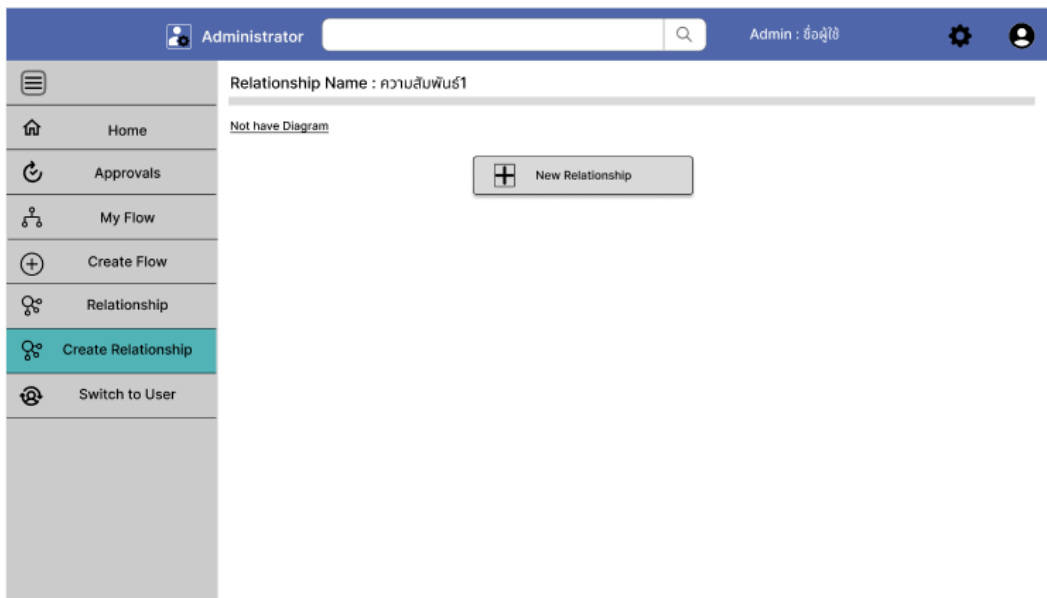 Administrator
Admin : ชื่อผู้ใช้
Relationship Name : ความสัมพันธ์1
Home
Not have Diagram
Approvals
New Relationship
My Flow
Create Flow
Relationship
Create Relationship
Switch to User